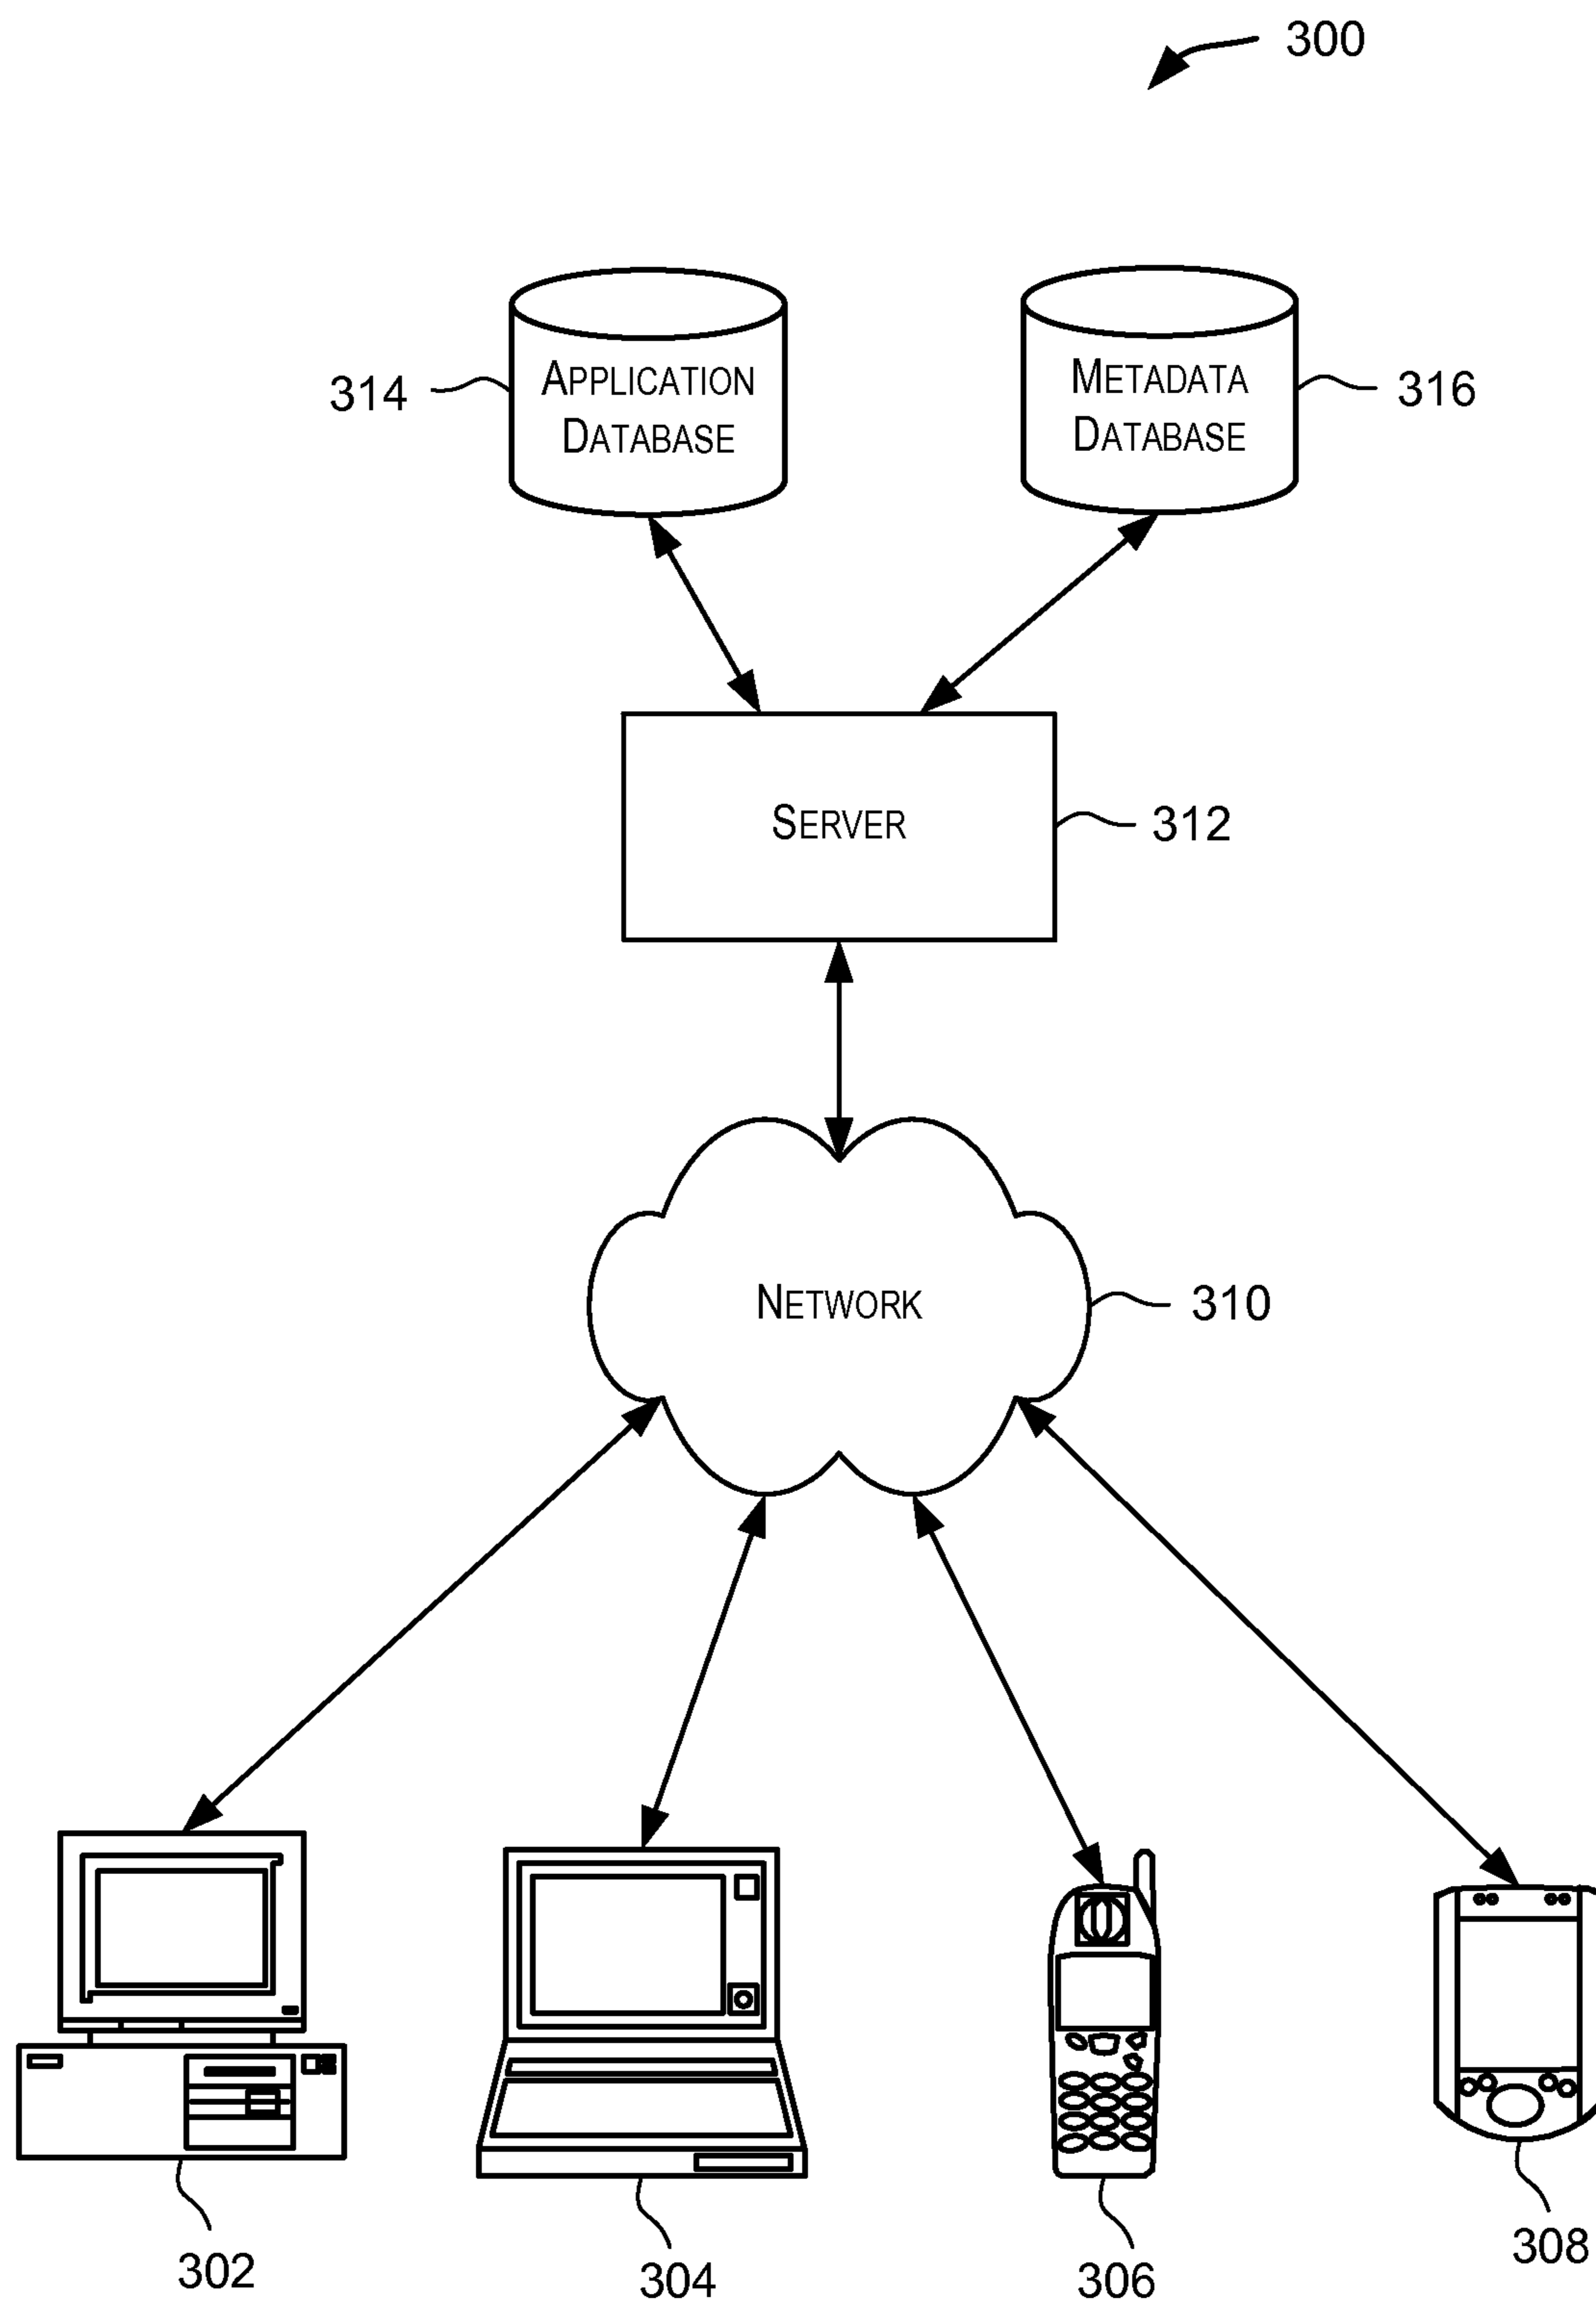 300
314
APPLICATION
DATABASE
METADATA
DATABASE
316
SERVER
312
NETWORK
310
302
304
306
308